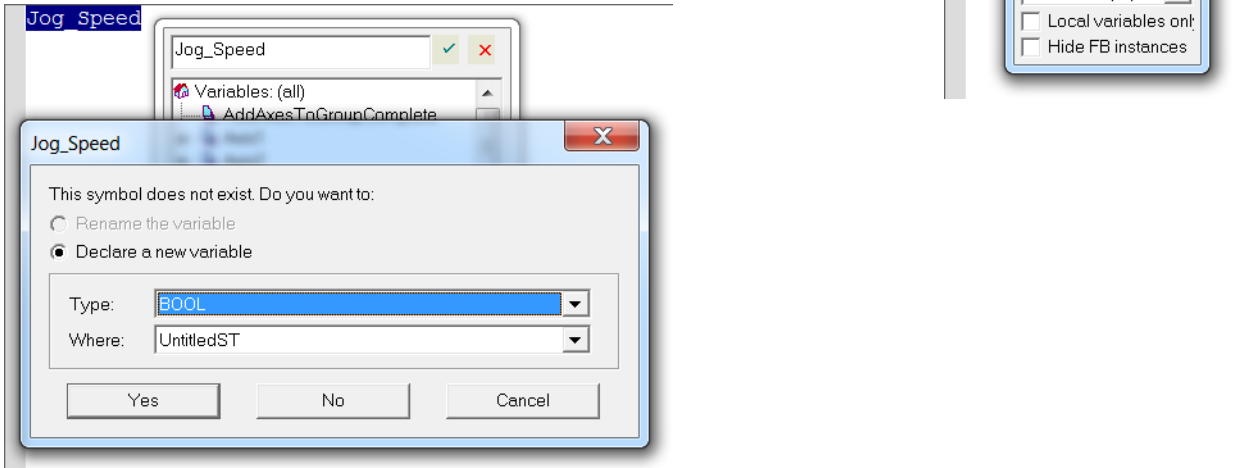 Jog_Speed
Jog_Speed
Variables: (all)
AddAxesToGroupComplete
Jog_Speed
This symbol does not exist. Do you want to:
Rename the variable
Declare a new variable
Type: BOOL
Where: UntitledST
Yes No Cancel
Local variables onl
Hide FB instances